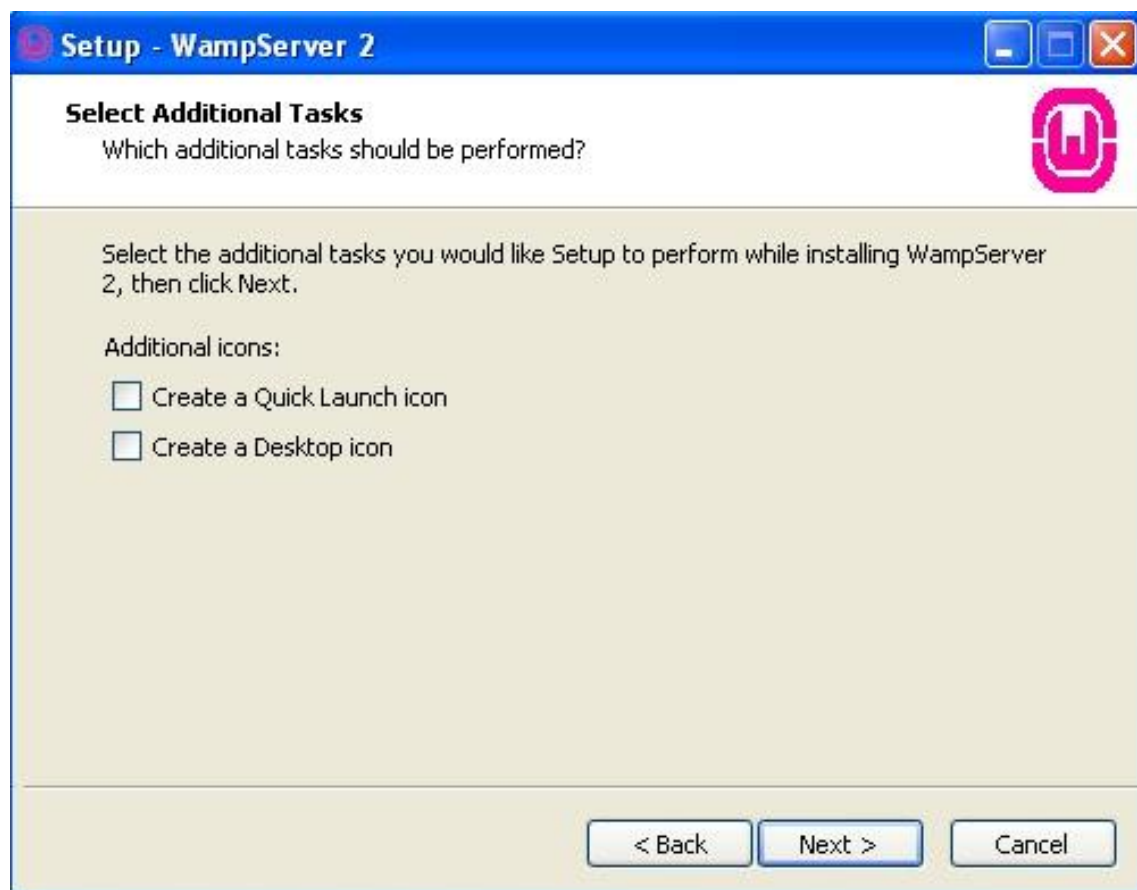 Setup - WampServer 2
Select Additional Tasks
Which additional tasks should be performed?
Select the additional tasks you would like Setup to perform while installing WampServer
2, then click Next.
Additional icons:
Create a Quick Launch icon
Create a Desktop icon
< Back
Next >
Cancel